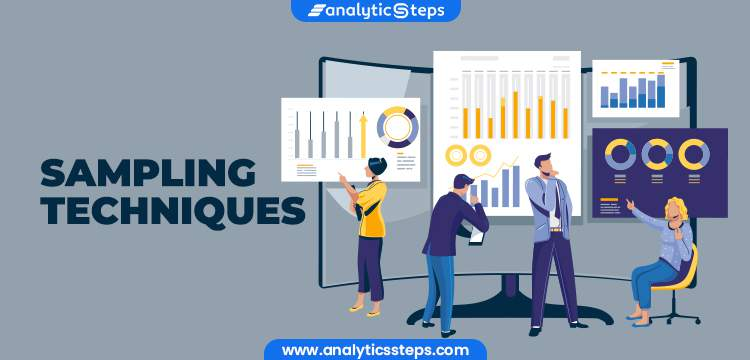 analyticSteps
SAMPLING
TECHNIQUES
www.analyticssteps.com